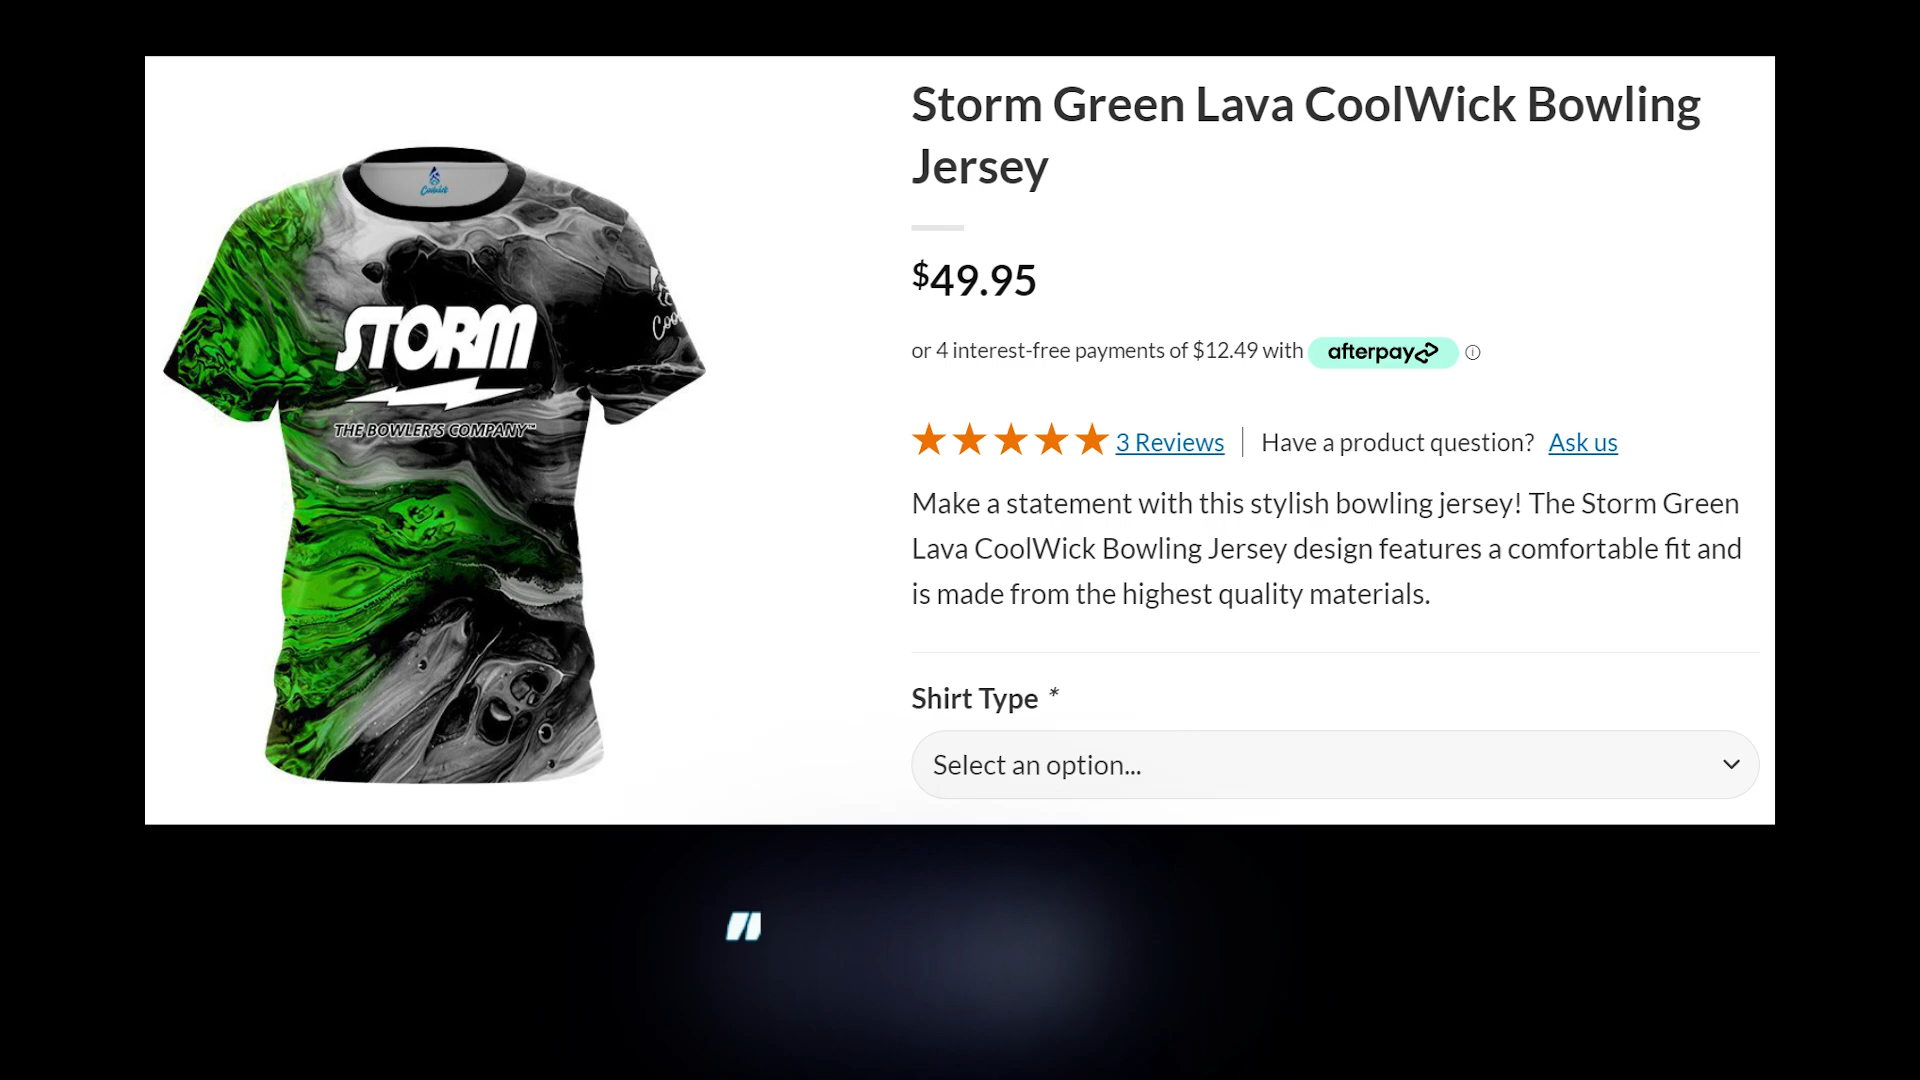 Storm Green Lava CoolWick Bowling
Jersey
$49.95
or 4 interest-free payments of $12.49 with afterpay
3 Reviews
Have a product question? Ask us
Make a statement with this stylish bowling jersey! The Storm Green
Lava CoolWick Bowling Jersey design features a comfortable fit and
is made from the highest quality materials.
Shirt Type *
Select an option...
Coolwick
STORM
THE BOWLER'S COMPANY™
"